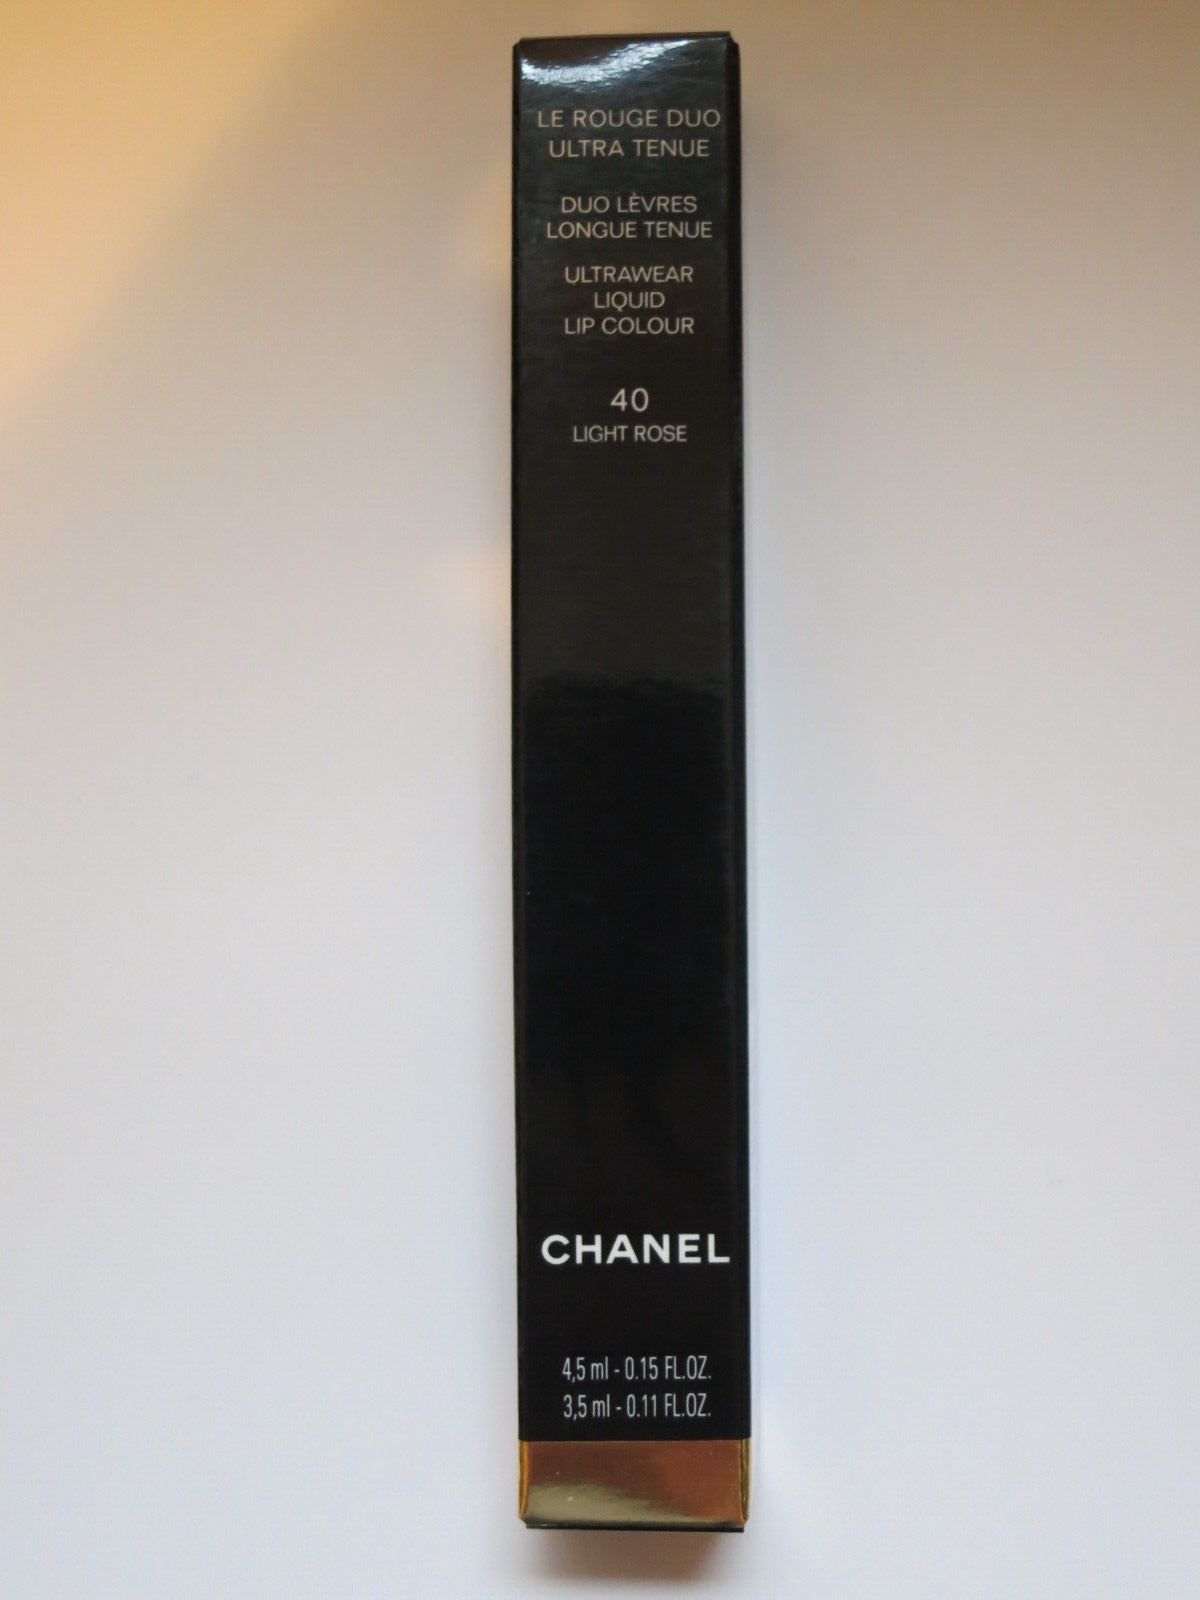 LE ROUGE DUO
ULTRA TENUE
DUO LÈVRES
LONGUE TENUE
ULTRAWEAR
LIQUID
LIP COLOUR
40
LIGHT ROSE
CHANEL
4,5 ml - 0.15 FL.OZ.
3,5 ml - 0.11 FL.OZ.